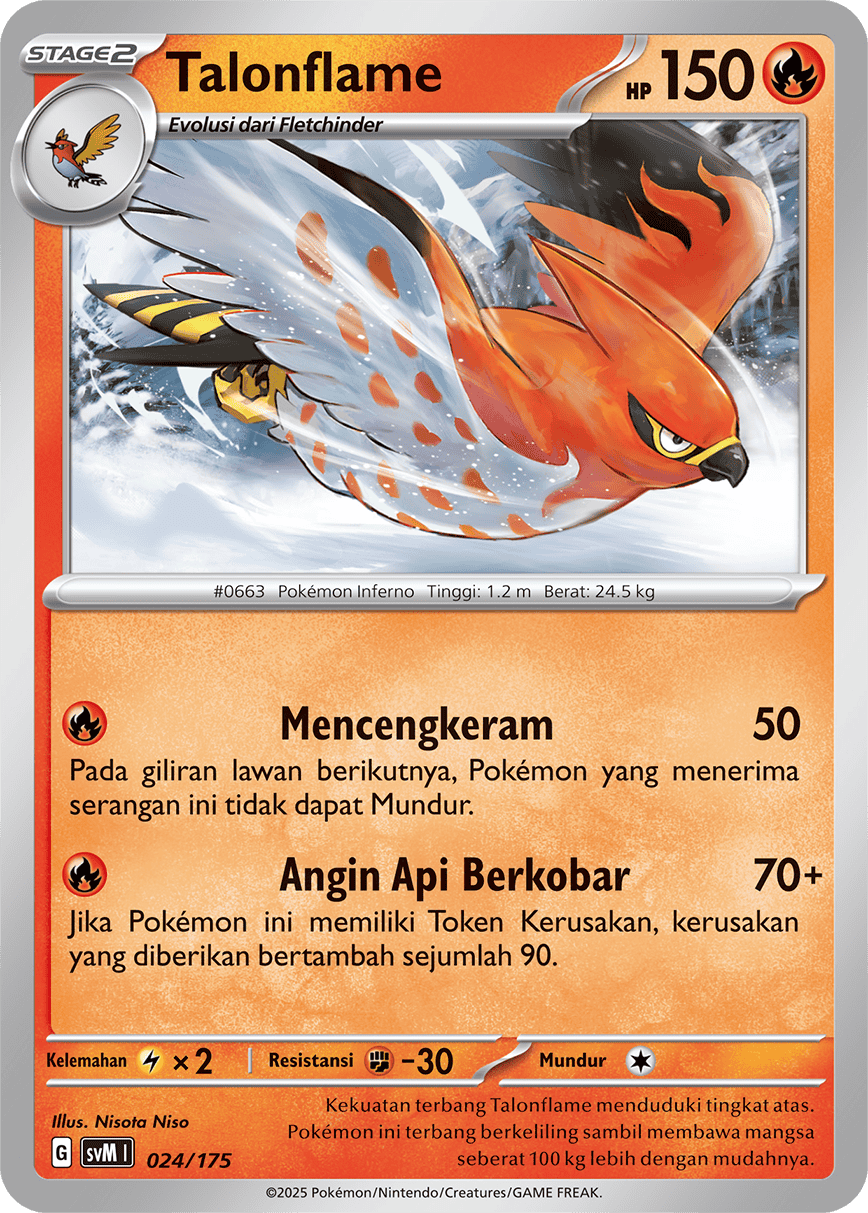 STAGE2
Talonflame
HP 150
Evolusi dari Fletchinder
#0663 Pokémon Inferno Tinggi: 1.2 m Berat: 24.5 kg
Mencengkeram 50
Pada giliran lawan berikutnya, Pokémon yang menerima
serangan ini tidak dapat Mundur.
Angin Api Berkobar 70+
Jika Pokémon ini memiliki Token Kerusakan, kerusakan
yang diberikan bertambah sejumlah 90.
Kelemahan ×2 Resistansi -30 Mundur
Kekuatan terbang Talonflame menduduki tingkat atas.
Pokémon ini terbang berkeliling sambil membawa mangsa
seberat 100 kg lebih dengan mudahnya.
Illus. Nisota Niso
G svM I 024/175
©2025 Pokémon/Nintendo/Creatures/GAME FREAK.